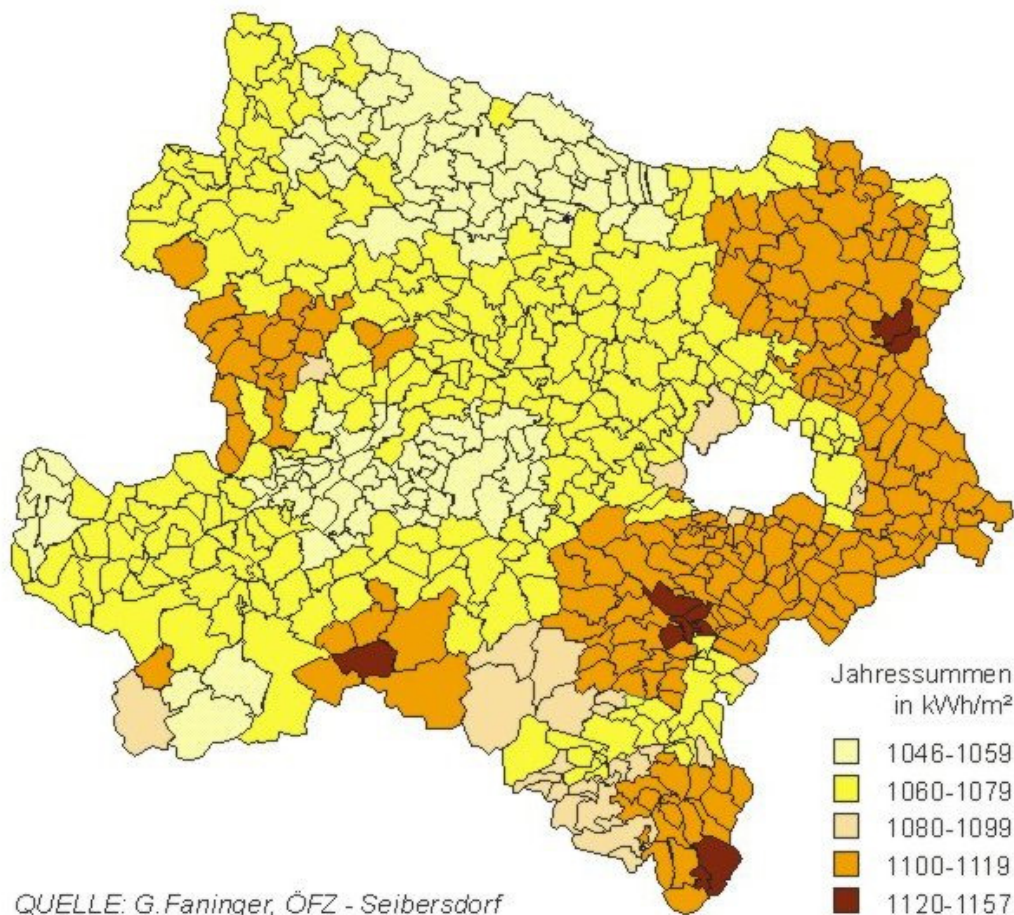 Jahressummen
in kWh/m²
1046-1059
1060-1079
1080-1099
1100-1119
1120-1157
QUELLE: G.Faninger, ÖFZ - Seibersdorf